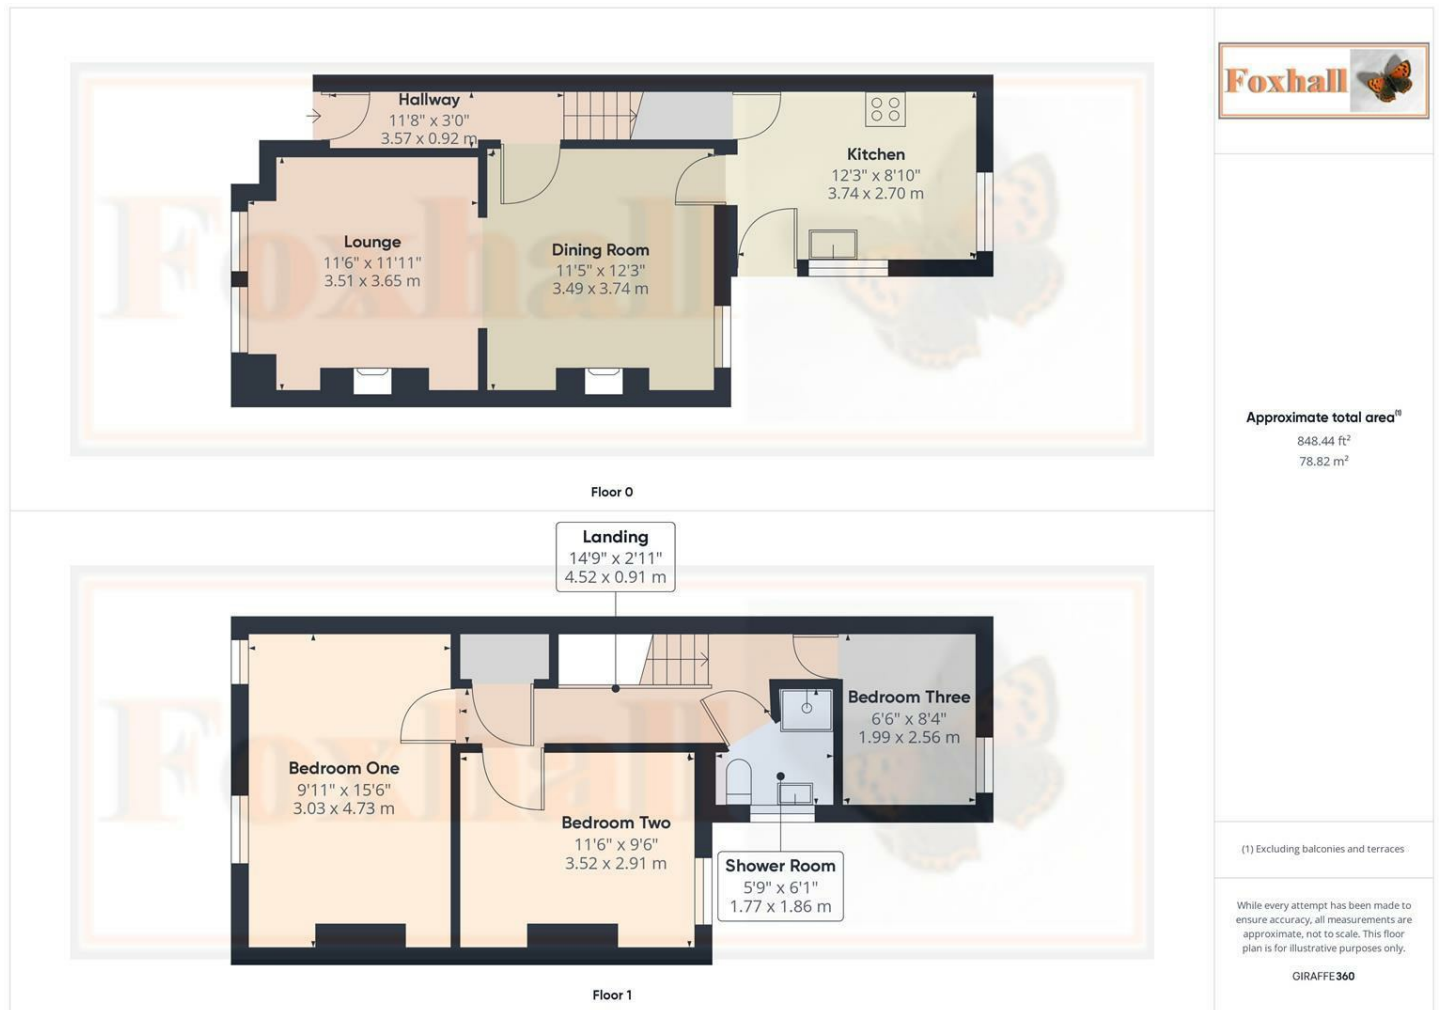 Hallway
11'8" x 3'0"
3.57 x 0.92 m
Kitchen
12'3" x 8'10"
3.74 x 2.70 m
Lounge
11'6" x 11'11"
3.51 x 3.65 m
Dining Room
11'5" x 12'3"
3.49 x 3.74 m
Foxhall
Floor 0
Landing
14'9" x 2'11"
4.52 x 0.91 m
Bedroom Three
6'6" x 8'4"
1.99 x 2.56 m
Bedroom One
9'11" x 15'6"
3.03 x 4.73 m
Bedroom Two
11'6" x 9'6"
3.52 x 2.91 m
Shower Room
5'9" x 6'1"
1.77 x 1.86 m
Foxhall
Floor 1
Foxhall
Approximate total area(1)
848.44 ft²
78.82 m²
(1) Excluding balconies and terraces
While every attempt has been made to
ensure accuracy, all measurements are
approximate, not to scale. This floor
plan is for illustrative purposes only.
GIRAFFE360